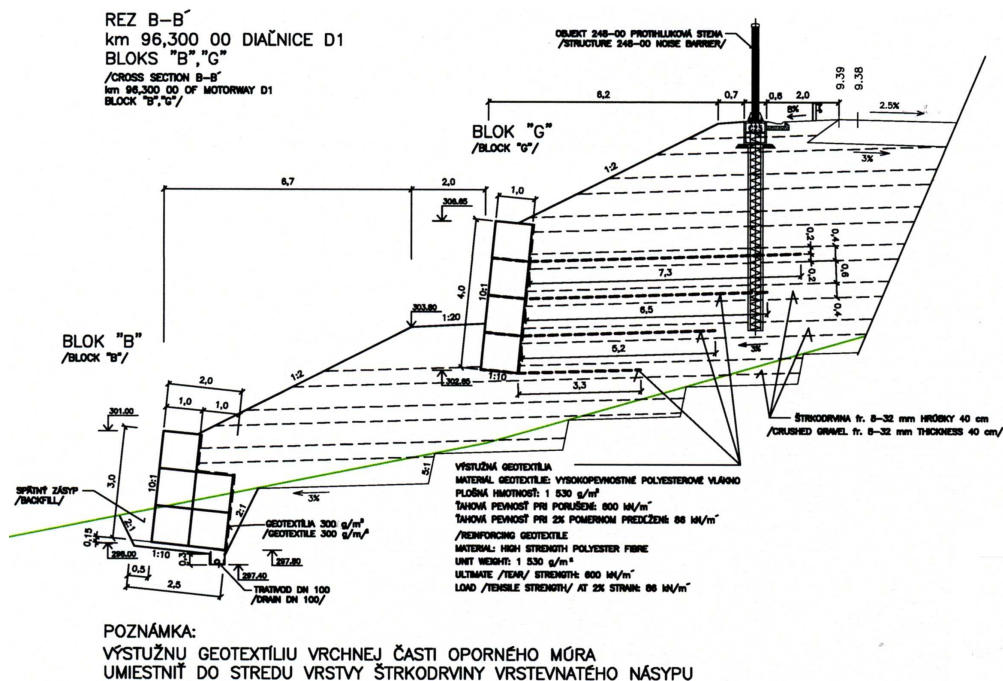 REZ B-B´
km 96,300 00 DIAĽNICE D1
BLOKS "B","G"
/CROSS SECTION B-B´
km 96,300 00 OF MOTORWAY D1
BLOCK "B","G"/
OBJEKT 248-00 PROTIHLUKOVÁ STENA
/STRUCTURE 248-00 NOISE BARRIER/
9.39
9.38
6,2
0,7
0,6
2,0
8%
2.5%
3%
BLOK "G"
/BLOCK "G"/
1:2
6,7
2,0
1,0
306.65
4,0
10:1
0,2
0,4
7,3
0,2
0,6
6,5
0,4
303.80
1:20
5,2
3%
BLOK "B"
/BLOCK "B"/
1:2
302.65
1:10
3,3
2,0
1,0
1,0
301.00
ŠTRKODRVINA fr. 8-32 mm HRÚBKY 40 cm
/CRUSHED GRAVEL fr. 8-32 mm THICKNESS 40 cm/
3,0
10:1
5:1
SPÄTNÝ ZÁSYP
/BACKFILL/
2:1
2:1
3%
GEOTEXTÍLIA 300 g/m²
/GEOTEXTILE 300 g/m²/
0,15
298.00
1:10
0,3
297.80
297.40
0,5
2,5
TRATIVOD DN 100
/DRAIN DN 100/
VÝSTUŽNÁ GEOTEXTÍLIA
MATERIÁL GEOTEXTÍLIE: VYSOKOPEVNOSTNÉ POLYESTEROVÉ VLÁKNO
PLOŠNÁ HMOTNOSŤ: 1 530 g/m²
ŤAHOVÁ PEVNOSŤ PRI PORUŠENÍ: 600 kN/m´
ŤAHOVÁ PEVNOSŤ PRI 2% POMERNOM PREDĹŽENÍ: 86 kN/m´
/REINFORCING GEOTEXTILE
MATERIAL: HIGH STRENGTH POLYESTER FIBRE
UNIT WEIGHT: 1 530 g/m²
ULTIMATE /TEAR/ STRENGTH: 600 kN/m´
LOAD /TENSILE STRENGTH/ AT 2% STRAIN: 86 kN/m´
POZNÁMKA:
VÝSTUŽNU GEOTEXTÍLIU VRCHNEJ ČASTI OPORNÉHO MÚRA
UMIESTNIŤ DO STREDU VRSTVY ŠTRKODRVINY VRSTEVNATÉHO NÁSYPU